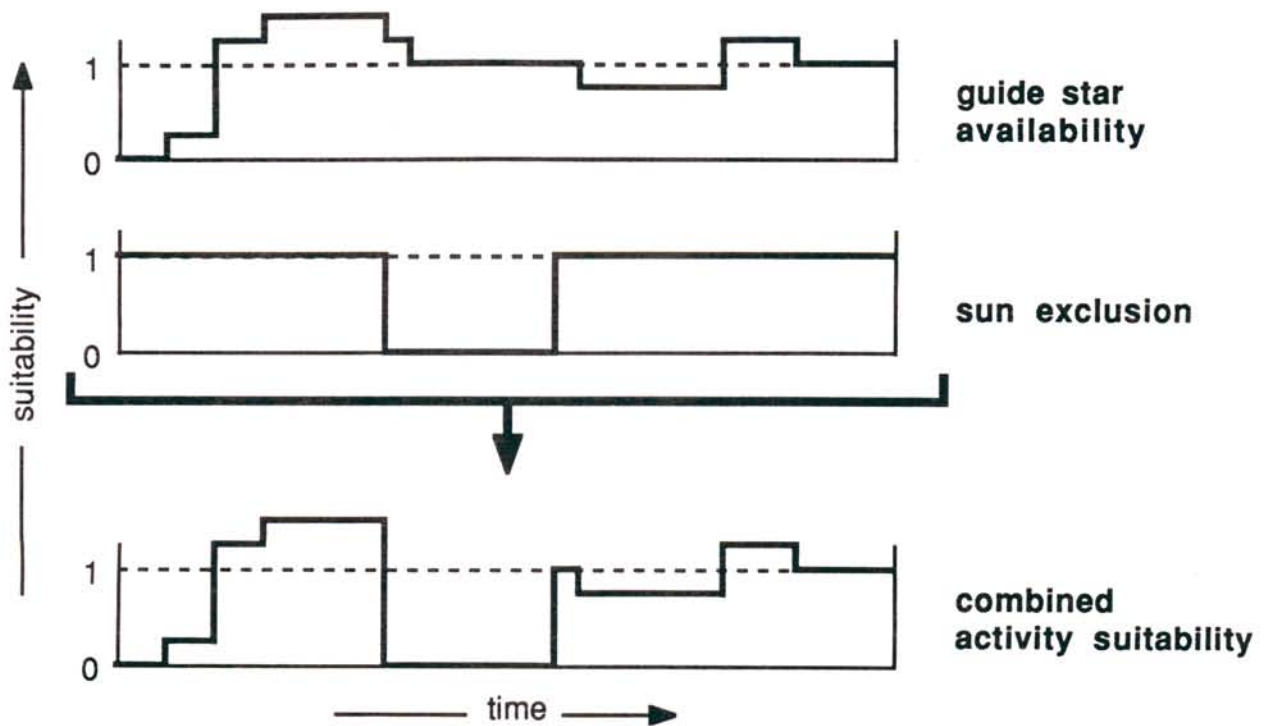 1
0
guide star
availability
1
0
sun exclusion
suitability
1
0
combined
activity suitability
time